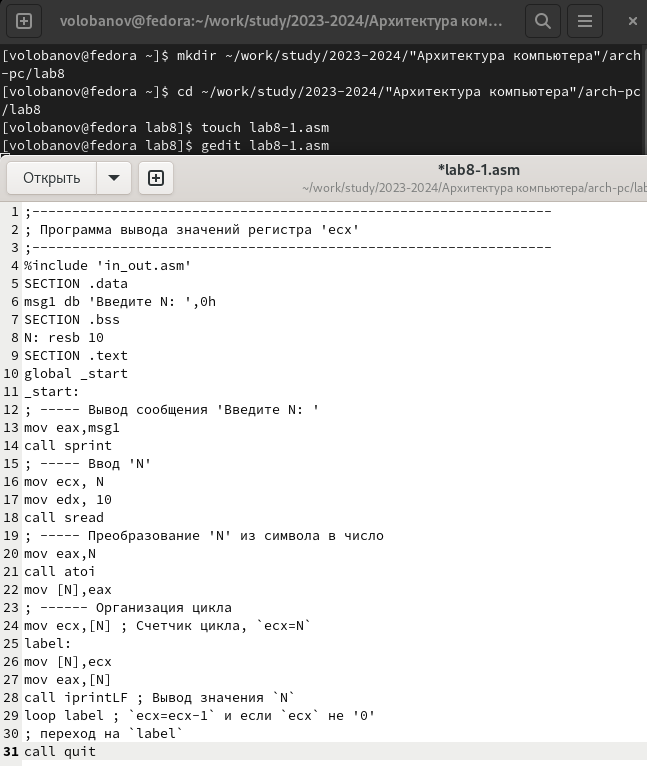 volobanov@fedora:~/work/study/2023-2024/Архитектура ком...
[volobanov@fedora ~]$ mkdir ~/work/study/2023-2024/"Архитектура компьютера"/arch
-pc/lab8
[volobanov@fedora ~]$ cd ~/work/study/2023-2024/"Архитектура компьютера"/arch-pc
/lab8
[volobanov@fedora lab8]$ touch lab8-1.asm
[volobanov@fedora lab8]$ gedit lab8-1.asm
Открыть
*lab8-1.asm
~/work/study/2023-2024/Архитектура компьютера/arch-pc/lab
1 ;-----------------------------------------------------------------
2 ; Программа вывода значений регистра 'ecx'
3 ;-----------------------------------------------------------------
4 %include 'in_out.asm'
5 SECTION .data
6 msg1 db 'Введите N: ',0h
7 SECTION .bss
8 N: resb 10
9 SECTION .text
10 global _start
11 _start:
12 ; ----- Вывод сообщения 'Введите N: '
13 mov eax,msg1
14 call sprint
15 ; ----- Ввод 'N'
16 mov ecx, N
17 mov edx, 10
18 call sread
19 ; ----- Преобразование 'N' из символа в число
20 mov eax,N
21 call atoi
22 mov [N],eax
23 ; ------ Организация цикла
24 mov ecx,[N] ; Счетчик цикла, `ecx=N`
25 label:
26 mov [N],ecx
27 mov eax,[N]
28 call iprintLF ; Вывод значения `N`
29 loop label ; `ecx=ecx-1` и если `ecx` не '0'
30 ; переход на `label`
31 call quit